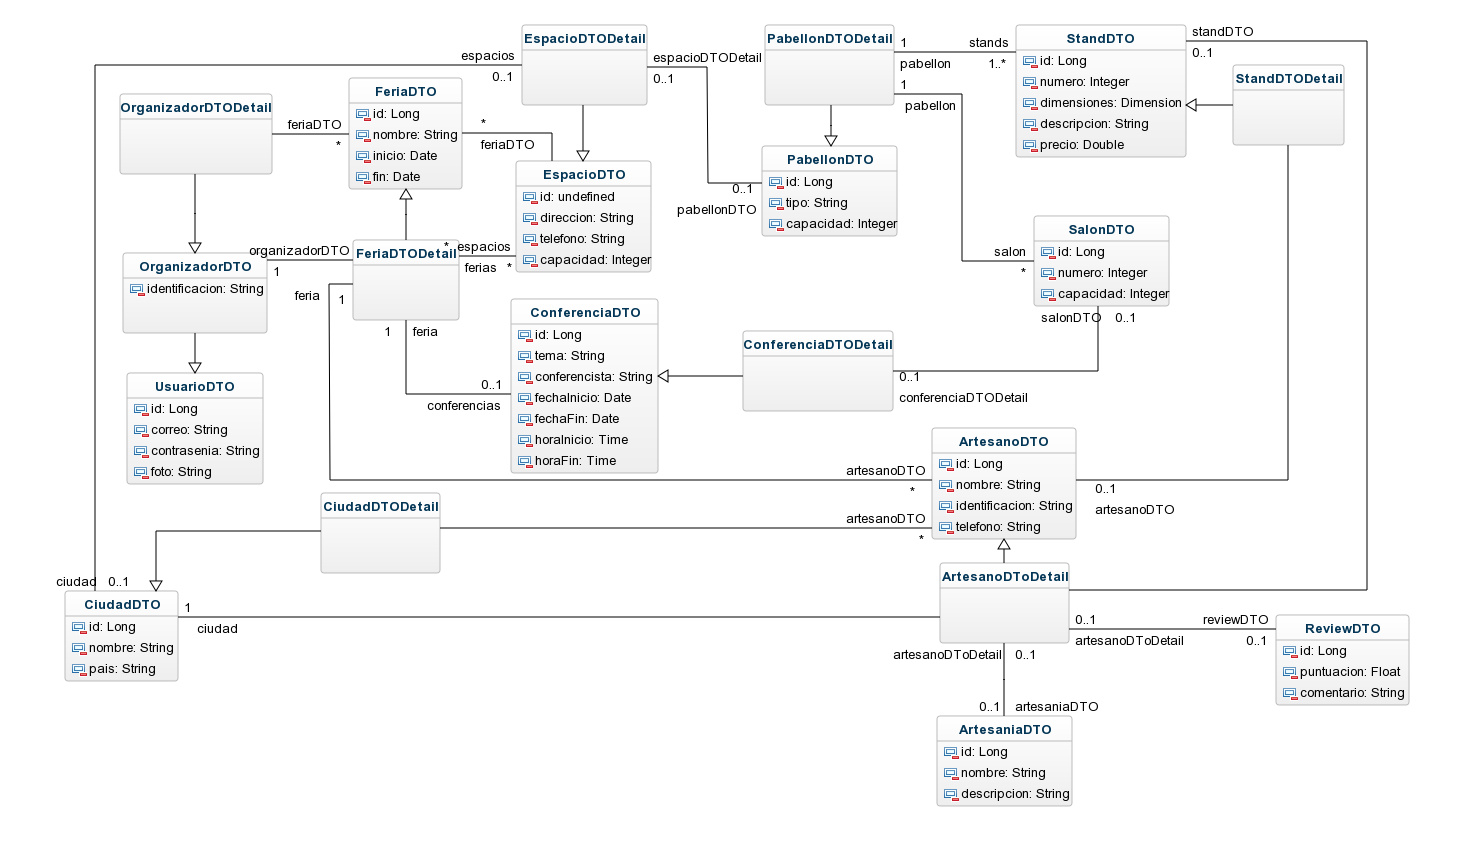 EspacioDTODetail
espacios
0..1
espacioDTODetail
0..1
PabellonDTODetail
1
pabellon
stands
1..*
1
pabellon
StandDTO
id: Long
numero: Integer
dimensiones: Dimension
descripcion: String
precio: Double
standDTO
0..1
StandDTODetail
OrganizadorDTODetail
feriaDTO
*
FeriaDTO
id: Long
nombre: String
inicio: Date
fin: Date
*
feriaDTO
EspacioDTO
id: undefined
direccion: String
telefono: String
capacidad: Integer
PabellonDTO
id: Long
tipo: String
capacidad: Integer
0..1
pabellonDTO
SalonDTO
id: Long
numero: Integer
capacidad: Integer
salon
*
salonDTO
0..1
OrganizadorDTO
identificacion: String
organizadorDTO
1
FeriaDTODetail
* espacios
ferias *
feria
1
1
feria
0..1
conferencias
ConferenciaDTO
id: Long
tema: String
conferencista: String
fechaInicio: Date
fechaFin: Date
horaInicio: Time
horaFin: Time
ConferenciaDTODetail
0..1
conferenciaDTODetail
UsuarioDTO
id: Long
correo: String
contrasenia: String
foto: String
ArtesanoDTO
id: Long
nombre: String
identificacion: String
telefono: String
artesanoDTO
*
artesanoDTO
*
0..1
artesanoDTO
CiudadDTODetail
ciudad 0..1
CiudadDTO
id: Long
nombre: String
pais: String
1
ciudad
ArtesanoDToDetail
0..1
artesanoDToDetail
reviewDTO
0..1
ReviewDTO
id: Long
puntuacion: Float
comentario: String
artesanoDToDetail 0..1
0..1 artesaniaDTO
ArtesaniaDTO
id: Long
nombre: String
descripcion: String